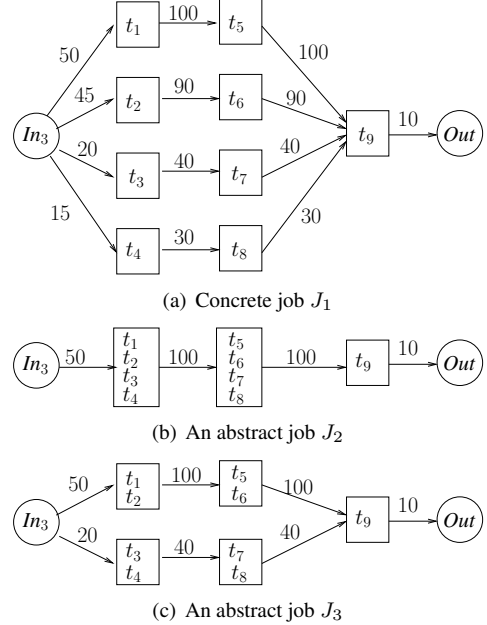 50
45
20
15
In₃
t₁
100
t₅
100
t₂
90
t₆
90
t₃
40
t₇
40
t₄
30
t₈
30
t₉
10
Out
(a) Concrete job J₁
In₃
50
t₁
t₂
t₃
t₄
100
t₅
t₆
t₇
t₈
100
t₉
10
Out
(b) An abstract job J₂
In₃
50
20
t₁
t₂
100
t₅
t₆
100
t₃
t₄
40
t₇
t₈
40
t₉
10
Out
(c) An abstract job J₃